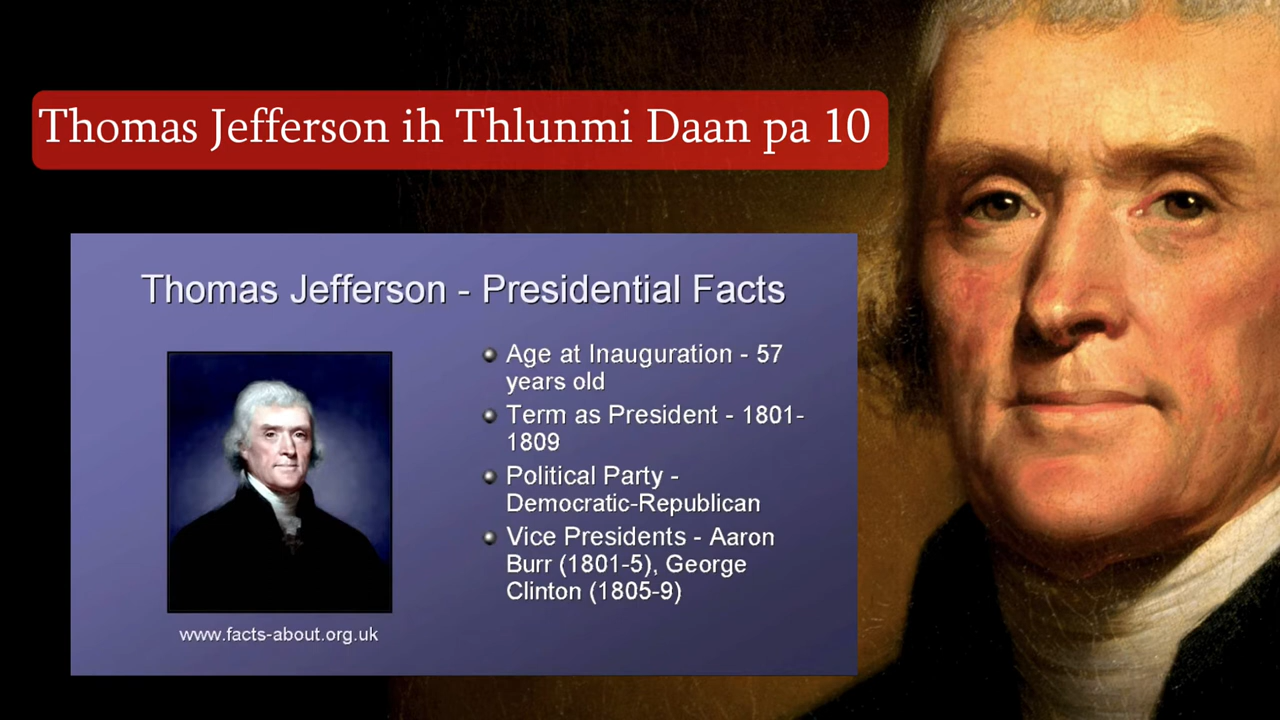 Thomas Jefferson ih Thlunmi Daan pa 10
Thomas Jefferson - Presidential Facts
Age at Inauguration - 57
years old
Term as President - 1801-
1809
Political Party -
Democratic-Republican
Vice Presidents - Aaron
Burr (1801-5), George
Clinton (1805-9)
www.facts-about.org.uk